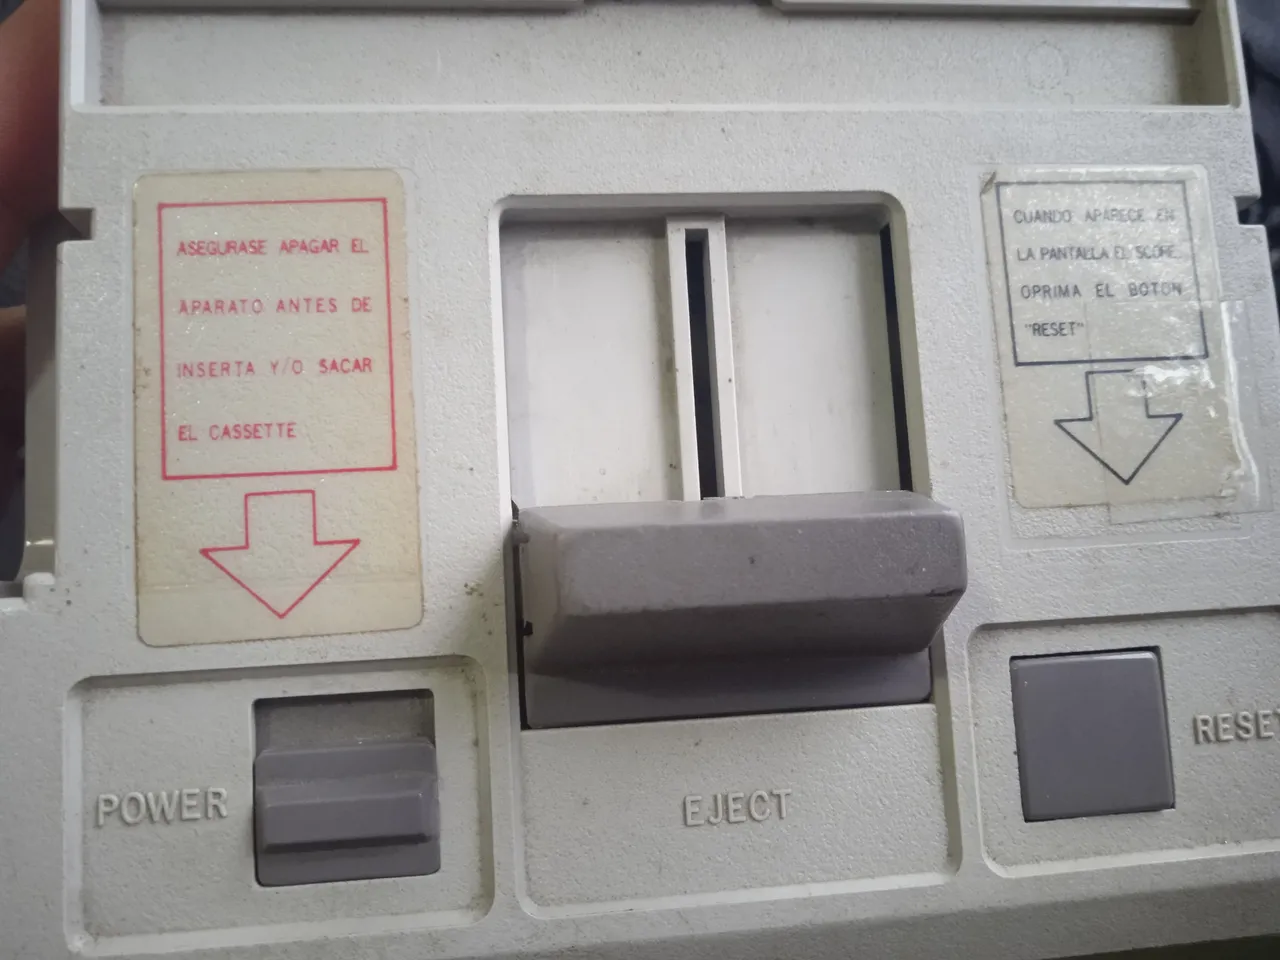 ASEGURASE APAGAR EL
APARATO ANTES DE
INSERTA Y/O SACAR
EL CASSETTE
CUANDO APARECE EN
LA PANTALLA EL SCORE
OPRIMA EL BOTON
"RESET"
POWER
EJECT
RESET